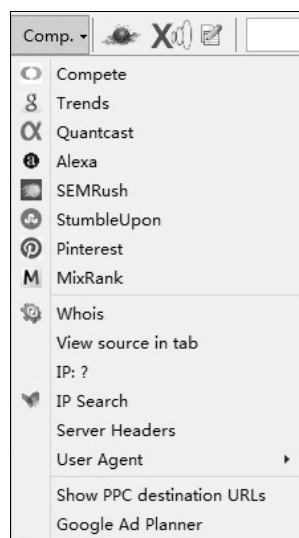 Comp.
Compete
Trends
Quantcast
Alexa
SEMRush
StumbleUpon
Pinterest
MixRank
Whois
View source in tab
IP: ?
IP Search
Server Headers
User Agent
Show PPC destination URLs
Google Ad Planner